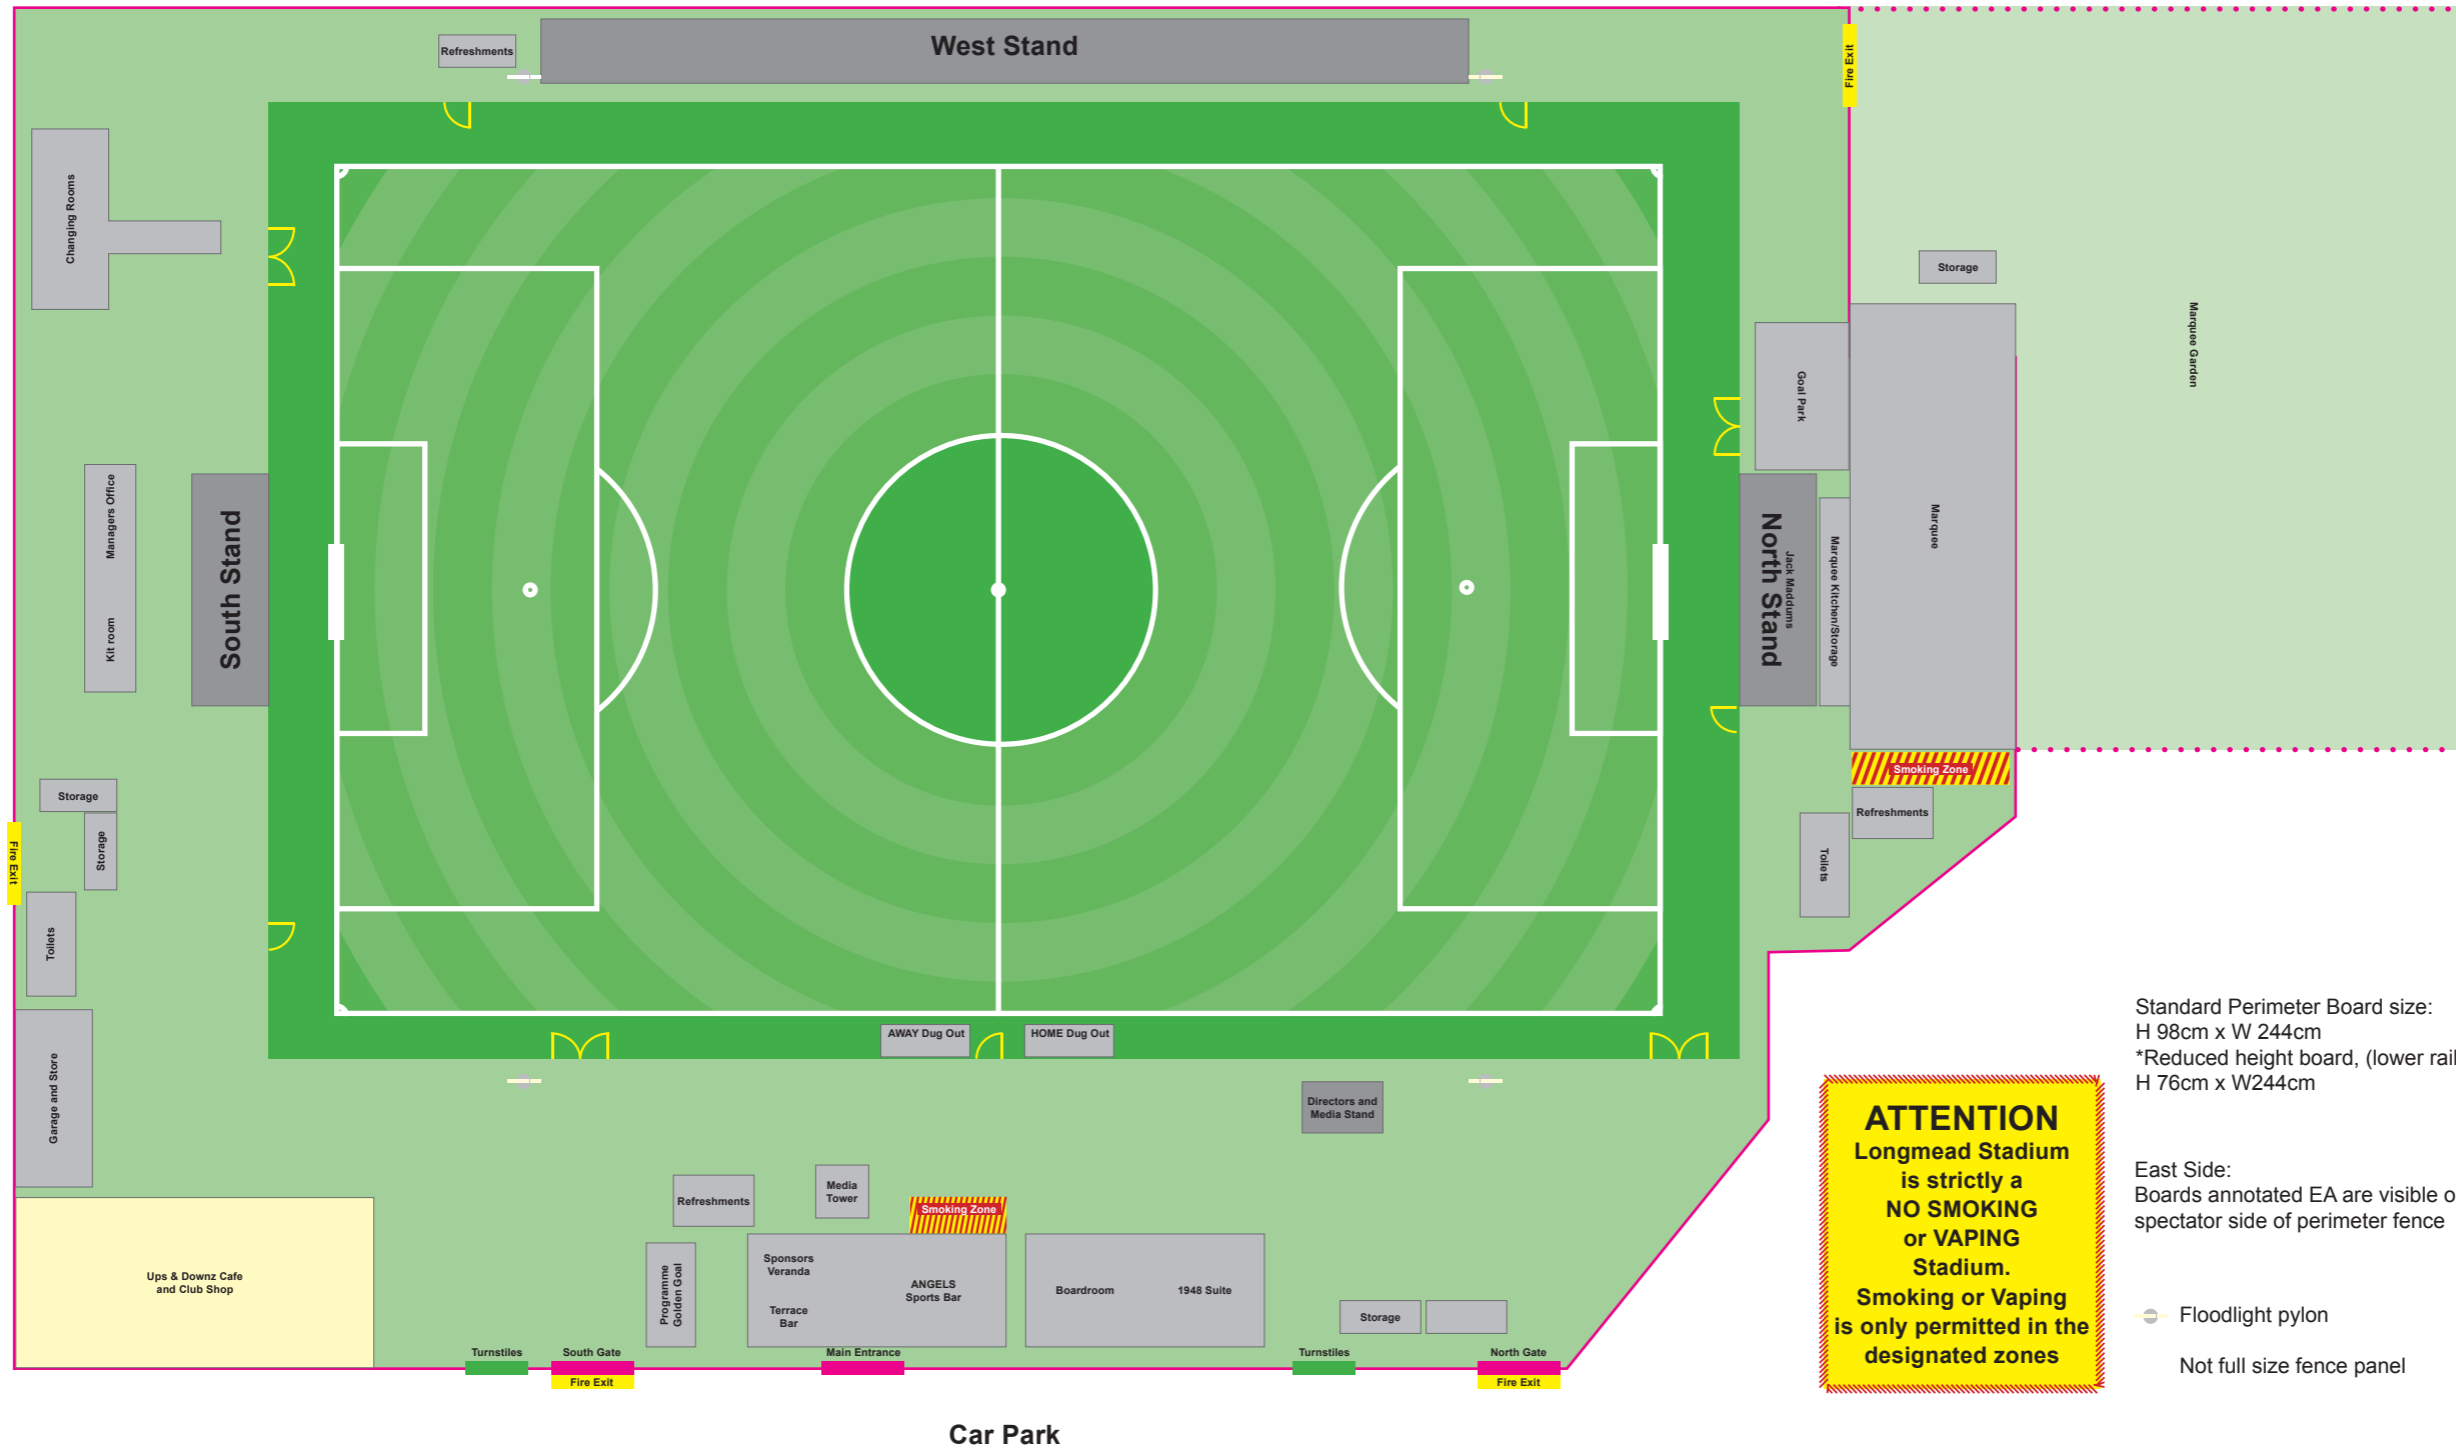 West Stand
Refreshments
Fire Exit
Changing Rooms
Storage
Marquee Garden
Goal Park
Marquee
Managers Office
Kit room
South Stand
North Stand
Jack Maddums
Marquee Kitchen/Storage
Smoking Zone
Refreshments
Toilets
Storage
Storage
Fire Exit
Toilets
Garage and Store
AWAY Dug Out
HOME Dug Out
Directors and
Media Stand
Refreshments
Media
Tower
Smoking Zone
Programme
Golden Goal
Sponsors
Veranda
Terrace
Bar
ANGELS
Sports Bar
Boardroom
1948 Suite
Storage
Ups & Downz Cafe
and Club Shop
Turnstiles
South Gate
Fire Exit
Main Entrance
Turnstiles
North Gate
Fire Exit
Car Park
ATTENTION
Longmead Stadium
is strictly a
NO SMOKING
or VAPING
Stadium.
Smoking or Vaping
is only permitted in the
designated zones
Standard Perimeter Board size:
H 98cm x W 244cm
*Reduced height board, (lower rail
H 76cm x W244cm
East Side:
Boards annotated EA are visible o
spectator side of perimeter fence
Floodlight pylon
Not full size fence panel